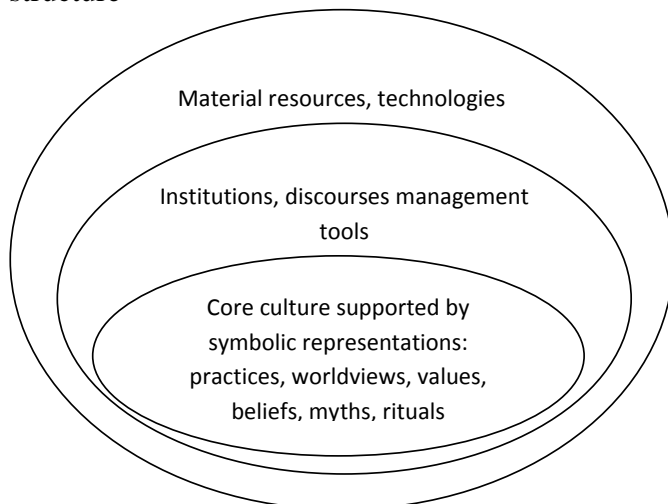 structure
Material resources, technologies
Institutions, discourses management
tools
Core culture supported by
symbolic representations:
practices, worldviews, values,
beliefs, myths, rituals